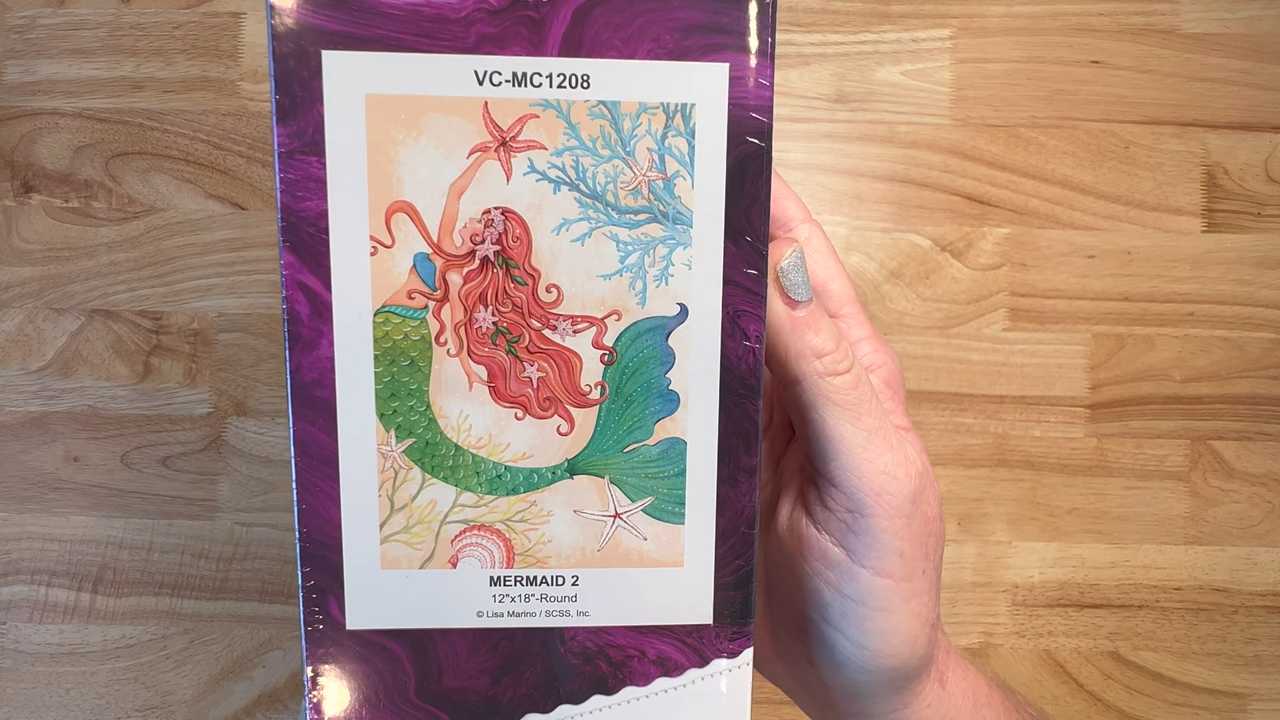 VC-MC1208
MERMAID 2
12"x18"-Round
© Lisa Marino / SCSS, Inc.